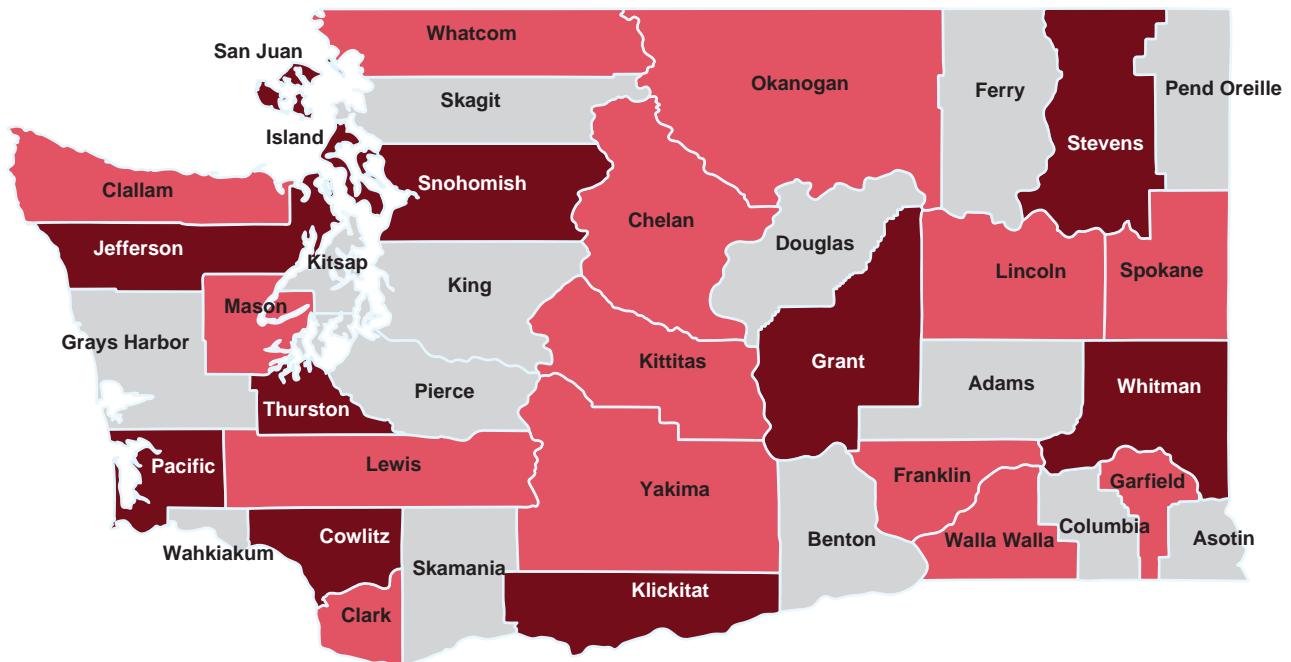 Whatcom
San Juan
Okanogan
Ferry
Pend Oreille
Skagit
Island
Stevens
Clallam
Snohomish
Chelan
Jefferson
Douglas
Kitsap
Lincoln
Spokane
King
Mason
Grays Harbor
Kittitas
Grant
Adams
Whitman
Pierce
Thurston
Pacific
Lewis
Yakima
Franklin
Garfield
Columbia
Cowlitz
Benton
Walla Walla
Asotin
Wahkiakum
Skamania
Klickitat
Clark